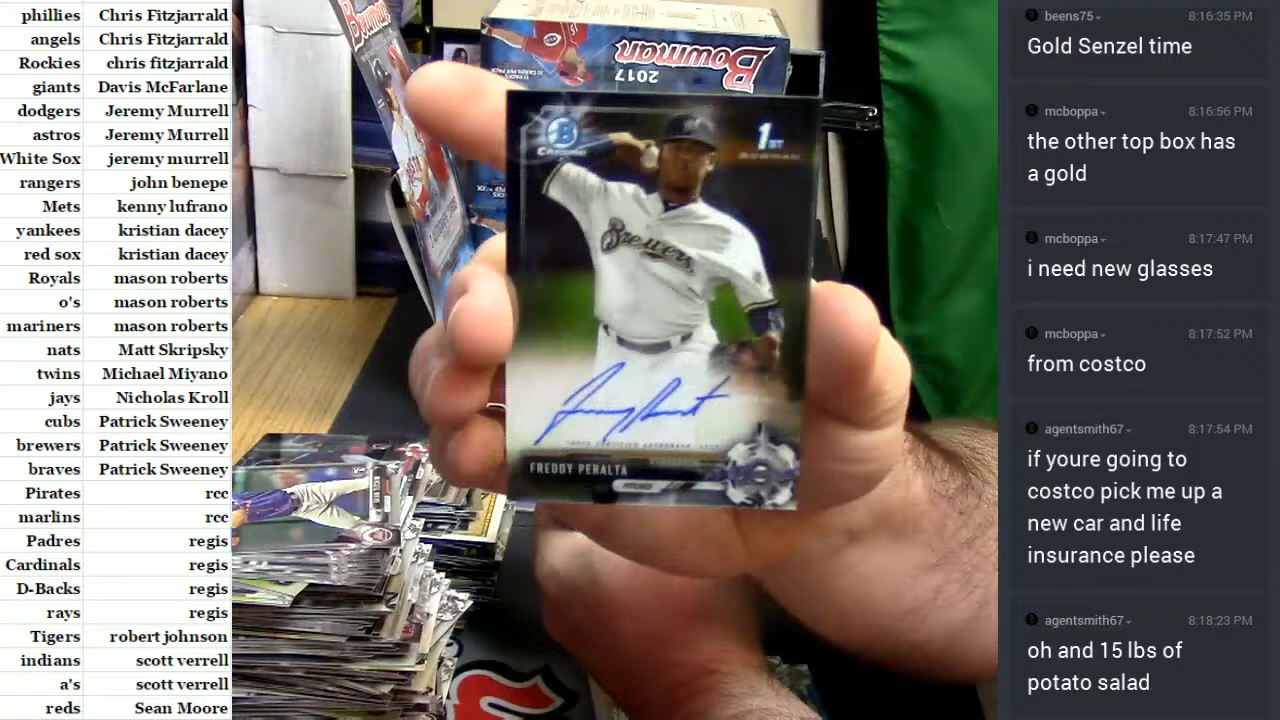 phillies Chris Fitzjarrald
angels Chris Fitzjarrald
Rockies chris fitzjarrald
giants Davis McFarlane
dodgers Jeremy Murrell
astros Jeremy Murrell
White Sox jeremy murrell
rangers john benepe
Mets kenny lufrano
yankees kristian dacey
red sox kristian dacey
Royals mason roberts
o's mason roberts
mariners mason roberts
nats Matt Skripsky
twins Michael Miyano
jays Nicholas Kroll
cubs Patrick Sweeney
brewers Patrick Sweeney
braves Patrick Sweeney
Pirates rcc
marlins rcc
Padres regis
Cardinals regis
D-Backs regis
rays regis
Tigers robert johnson
indians scott verrell
a's scott verrell
reds Sean Moore
Bowman
Bowman
2017
B
CHROME
1ST
BOWMAN
Brewers
TOPPS CERTIFIED AUTOGRAPH ISSUE
FREDDY PERALTA
beens75 8:16:35 PM
Gold Senzel time
mcboppa 8:16:56 PM
the other top box has
a gold
mcboppa 8:17:47 PM
i need new glasses
mcboppa 8:17:52 PM
from costco
agentsmith67 8:17:54 PM
if youre going to
costco pick me up a
new car and life
insurance please
agentsmith67 8:18:23 PM
oh and 15 lbs of
potato salad